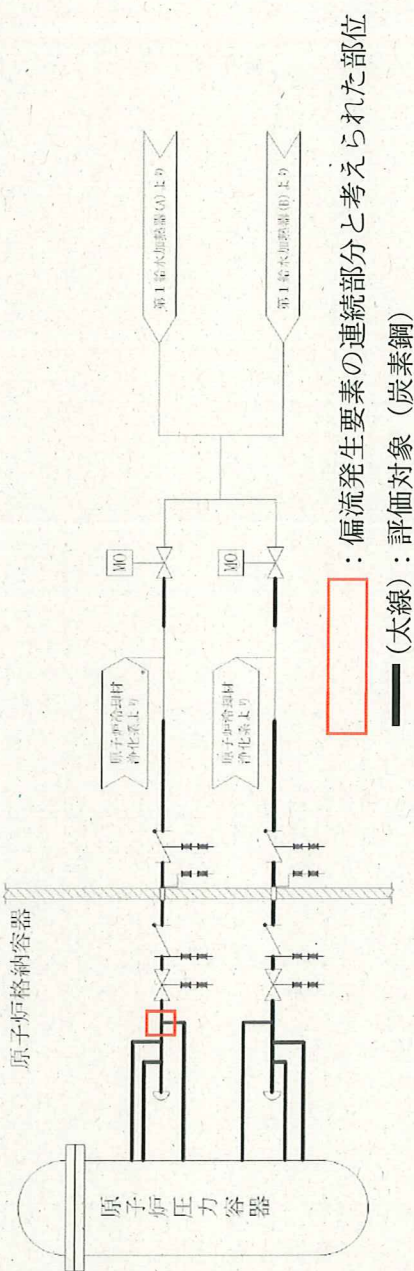 原子炉格納容器
原子炉圧力容器
原子炉冷却材
浄化系より
原子炉冷却材
浄化系より
MO
MO
第1給水加熱器(A)より
第1給水加熱器(B)より
：偏流発生要素の連続部分と考えられた部位
(太線)：評価対象（炭素鋼）